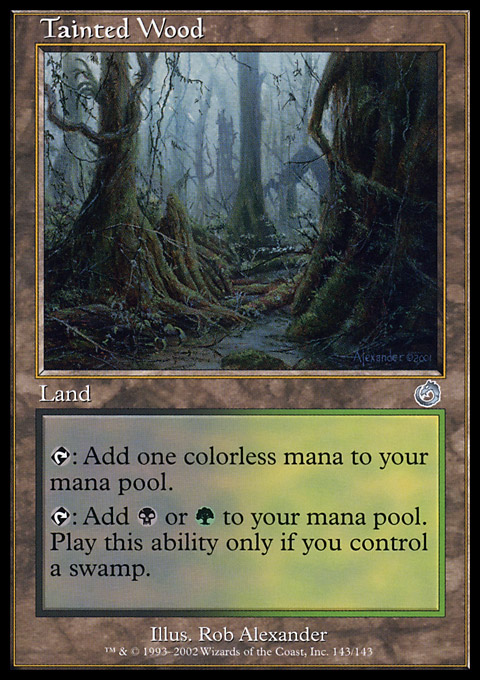 Tainted Wood
Alexander ©2001
Land
: Add one colorless mana to your
mana pool.
: Add or to your mana pool.
Play this ability only if you control
a swamp.
Illus. Rob Alexander
™ & © 1993–2002 Wizards of the Coast, Inc. 143/143